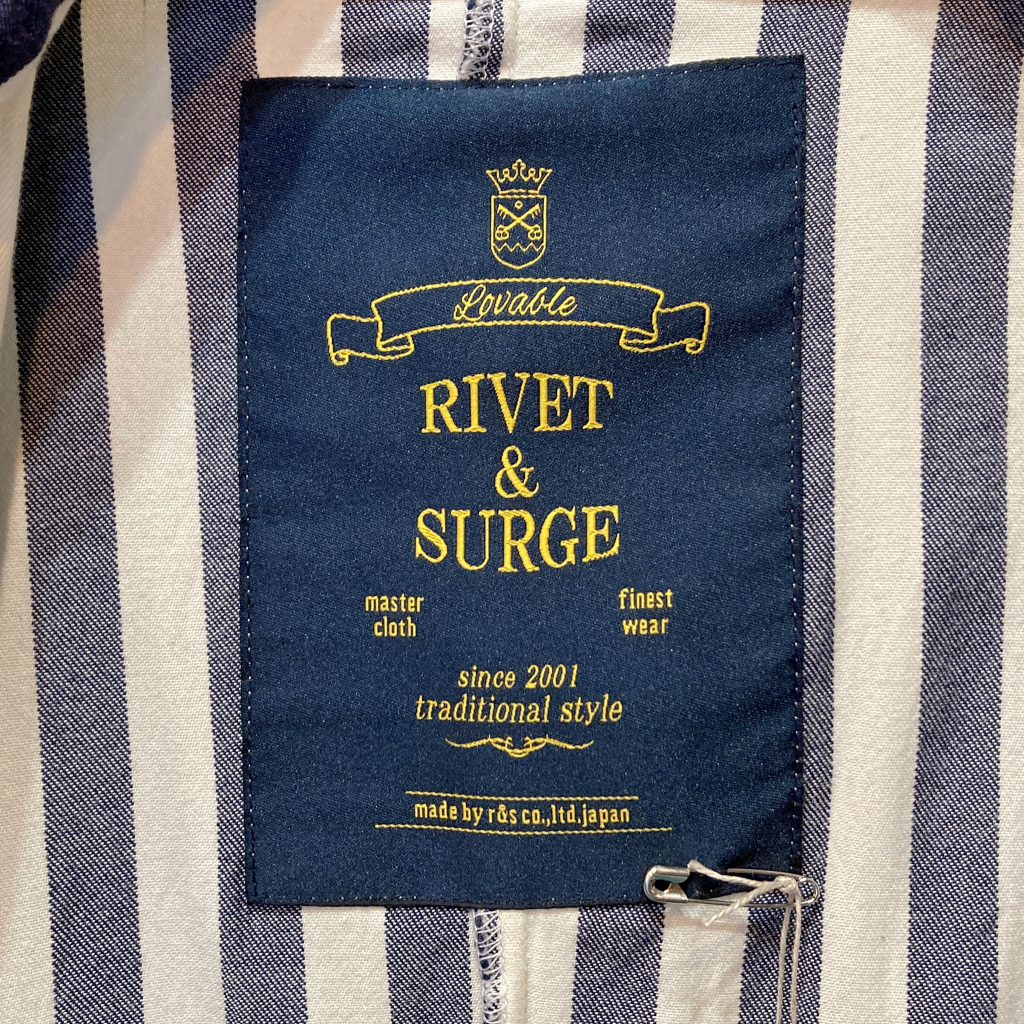 Lovable
RIVET
&
SURGE
master
cloth
finest
wear
since 2001
traditional style
made by r&s co.,ltd.japan